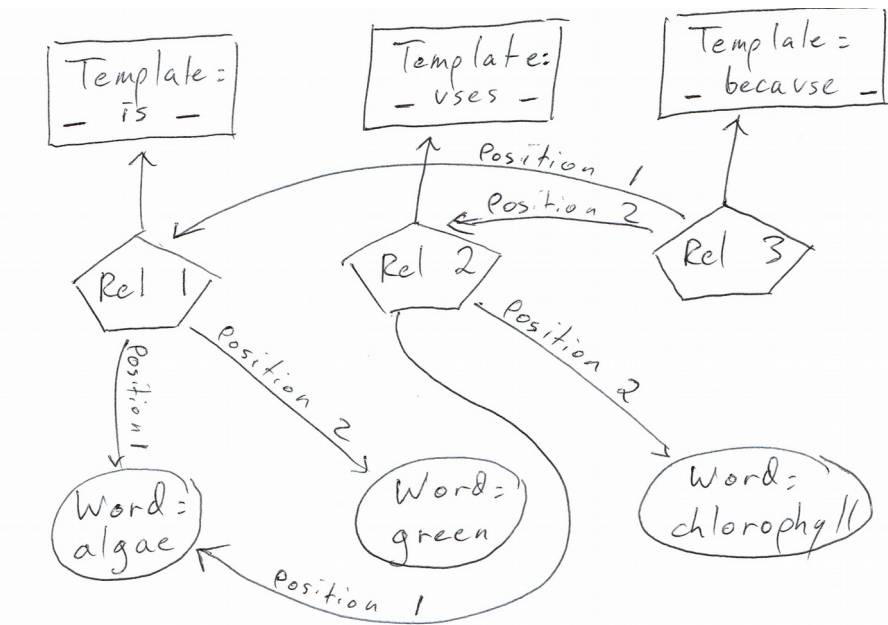 Template=
_ is _
Template:
_ uses _
Template=
_ because _
Position 1
Position 2
Rel 1
Rel 2
Rel 3
Position 1
Position 2
Position 2
Word=
algae
Word=
green
Word=
chlorophyll
Position 1